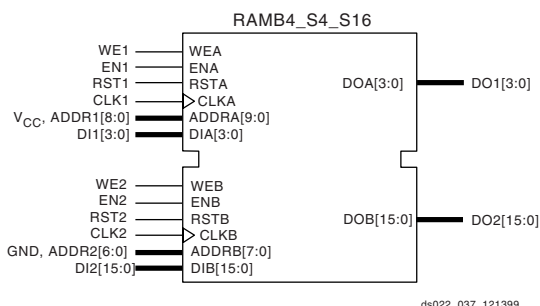 RAMB4_S4_S16
WE1 WEA
EN1 ENA
RST1 RSTA DOA[3:0] DO1[3:0]
CLK1 CLKA
VCC, ADDR1[8:0] ADDRA[9:0]
DI1[3:0] DIA[3:0]
WE2 WEB
EN2 ENB
RST2 RSTB DOB[15:0] DO2[15:0]
CLK2 CLKB
GND, ADDR2[6:0] ADDRB[7:0]
DI2[15:0] DIB[15:0]
ds022_037_121399